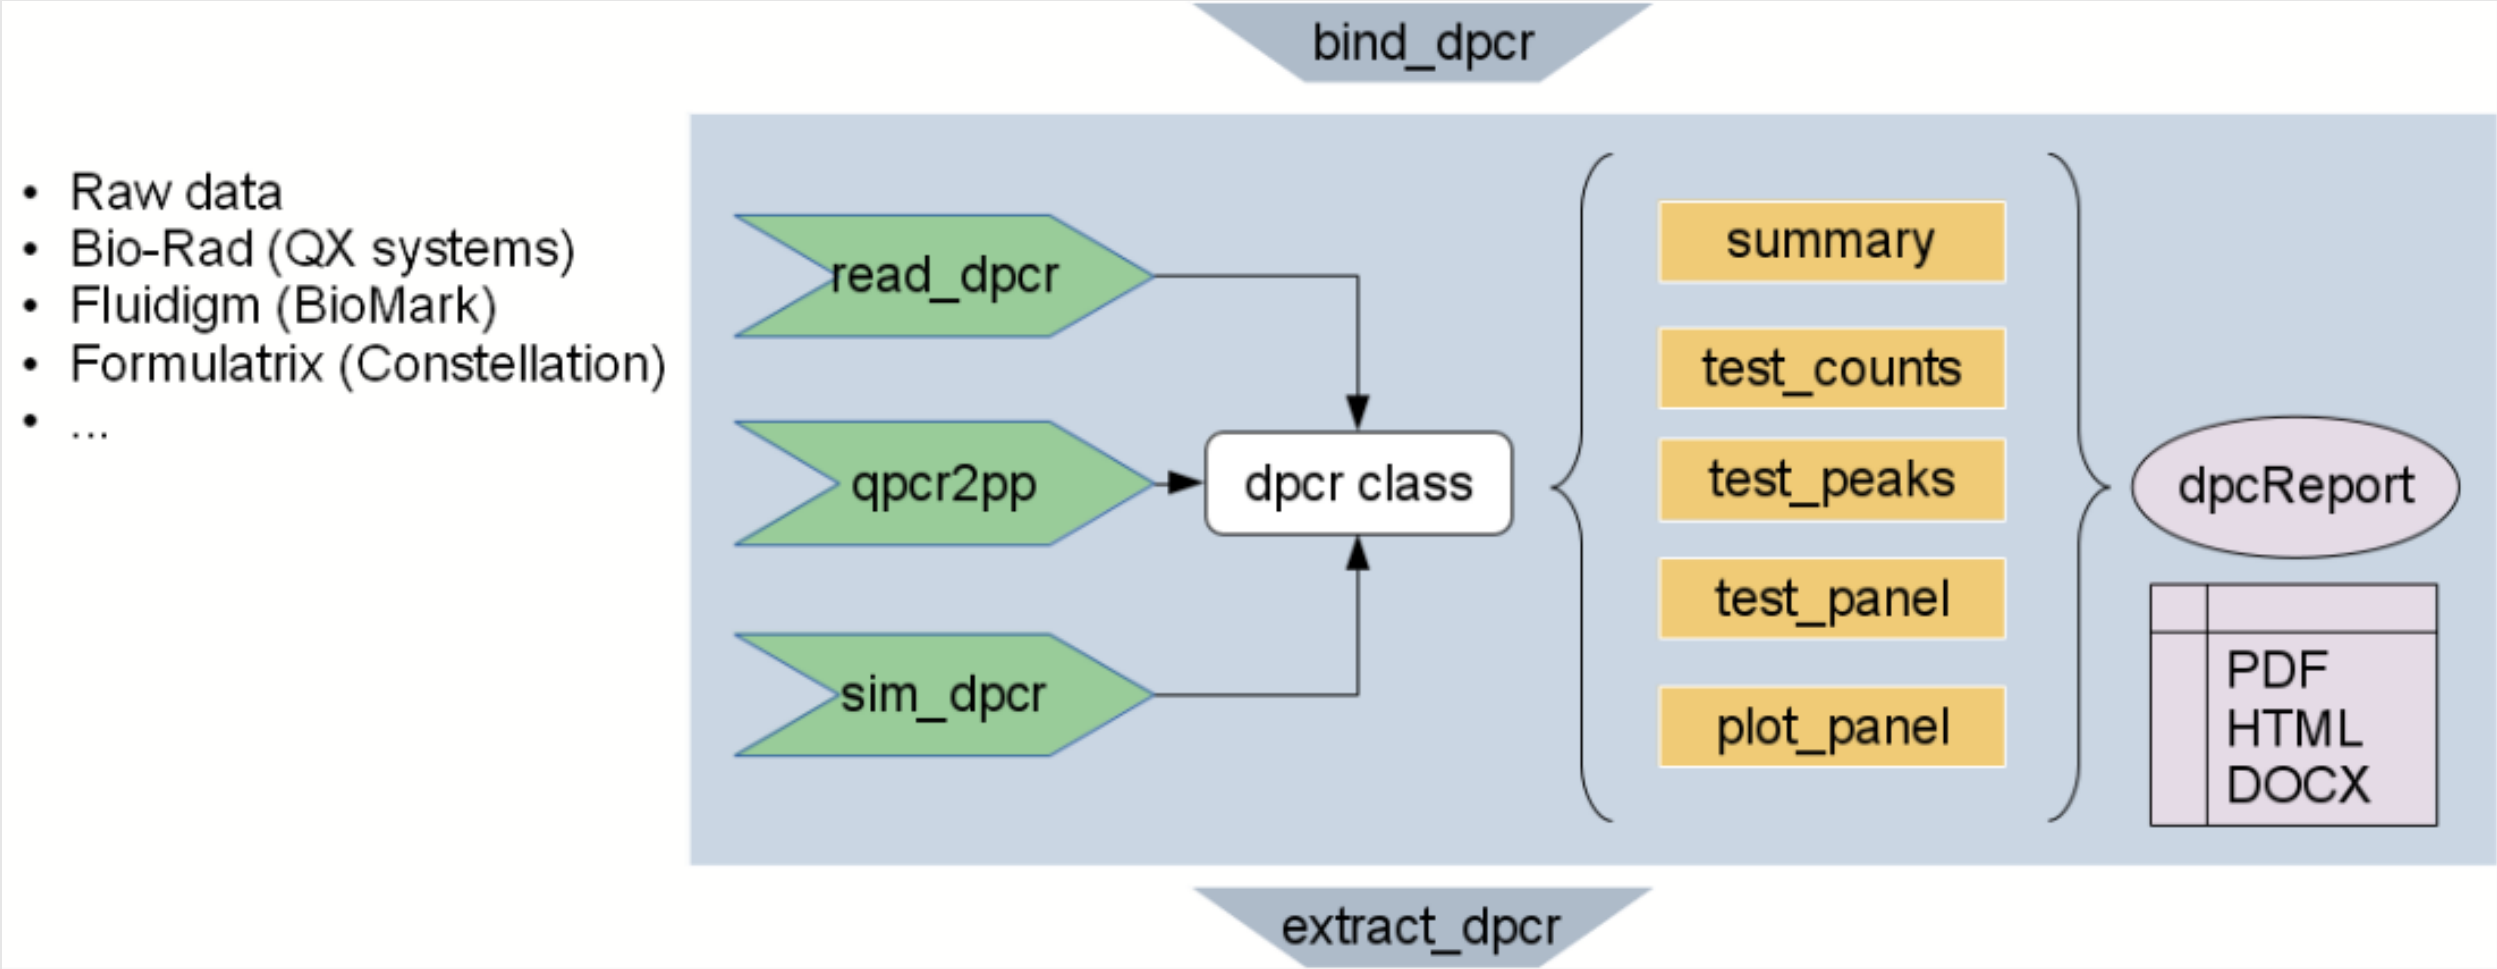 bind_dpcr
• Raw data
• Bio-Rad (QX systems)
• Fluidigm (BioMark)
• Formulatrix (Constellation)
• ...
read_dpcr
qpcr2pp
sim_dpcr
dpcr class
summary
test_counts
test_peaks
test_panel
plot_panel
dpcReport
PDF
HTML
DOCX
extract_dpcr